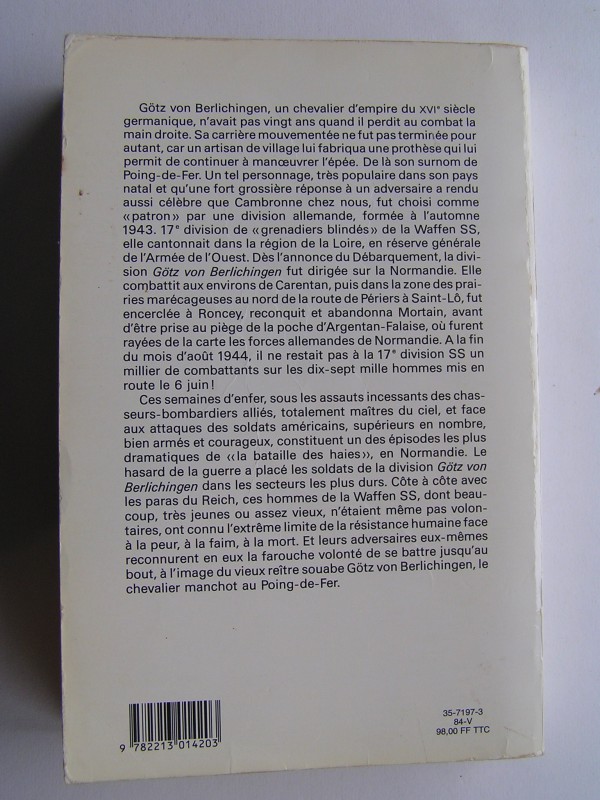 Götz von Berlichingen, un chevalier d'empire du XVIe siècle
germanique, n'avait pas vingt ans quand il perdit au combat la
main droite. Sa carrière mouvementée ne fut pas terminée pour
autant, car un artisan de village lui fabriqua une prothèse qui lui
permit de continuer à manœuvrer l'épée. De là son surnom de
Poing-de-Fer. Un tel personnage, très populaire dans son pays
natal et qu'une fort grossière réponse à un adversaire a rendu
aussi célèbre que Cambronne chez nous, fut choisi comme
«patron» par une division allemande, formée à l'automne
1943. 17e division de «grenadiers blindés» de la Waffen SS,
elle cantonnait dans la région de la Loire, en réserve générale
de l'Armée de l'Ouest. Dès l'annonce du Débarquement, la divi-
sion Götz von Berlichingen fut dirigée sur la Normandie. Elle
combattit aux environs de Carentan, puis dans la zone des prai-
ries marécageuses au nord de la route de Périers à Saint-Lô, fut
encerclée à Roncey, reconquit et abandonna Mortain, avant
d'être prise au piège de la poche d'Argentan-Falaise, où furent
rayées de la carte les forces allemandes de Normandie. A la fin
du mois d'août 1944, il ne restait pas à la 17e division SS un
millier de combattants sur les dix-sept mille hommes mis en
route le 6 juin!
Ces semaines d'enfer, sous les assauts incessants des chas-
seurs-bombardiers alliés, totalement maîtres du ciel, et face
aux attaques des soldats américains, supérieurs en nombre,
bien armés et courageux, constituent un des épisodes les plus
dramatiques de «la bataille des haies», en Normandie. Le
hasard de la guerre a placé les soldats de la division Götz von
Berlichingen dans les secteurs les plus durs. Côte à côte avec
les paras du Reich, ces hommes de la Waffen SS, dont beau-
coup, très jeunes ou assez vieux, n'étaient même pas volon-
taires, ont connu l'extrême limite de la résistance humaine face
à la peur, à la faim, à la mort. Et leurs adversaires eux-mêmes
reconnurent en eux la farouche volonté de se battre jusqu'au
bout, à l'image du vieux reître souabe Götz von Berlichingen, le
chevalier manchot au Poing-de-Fer.
35-7197-3
84-V
98,00 FF TTC
9 782213 014203